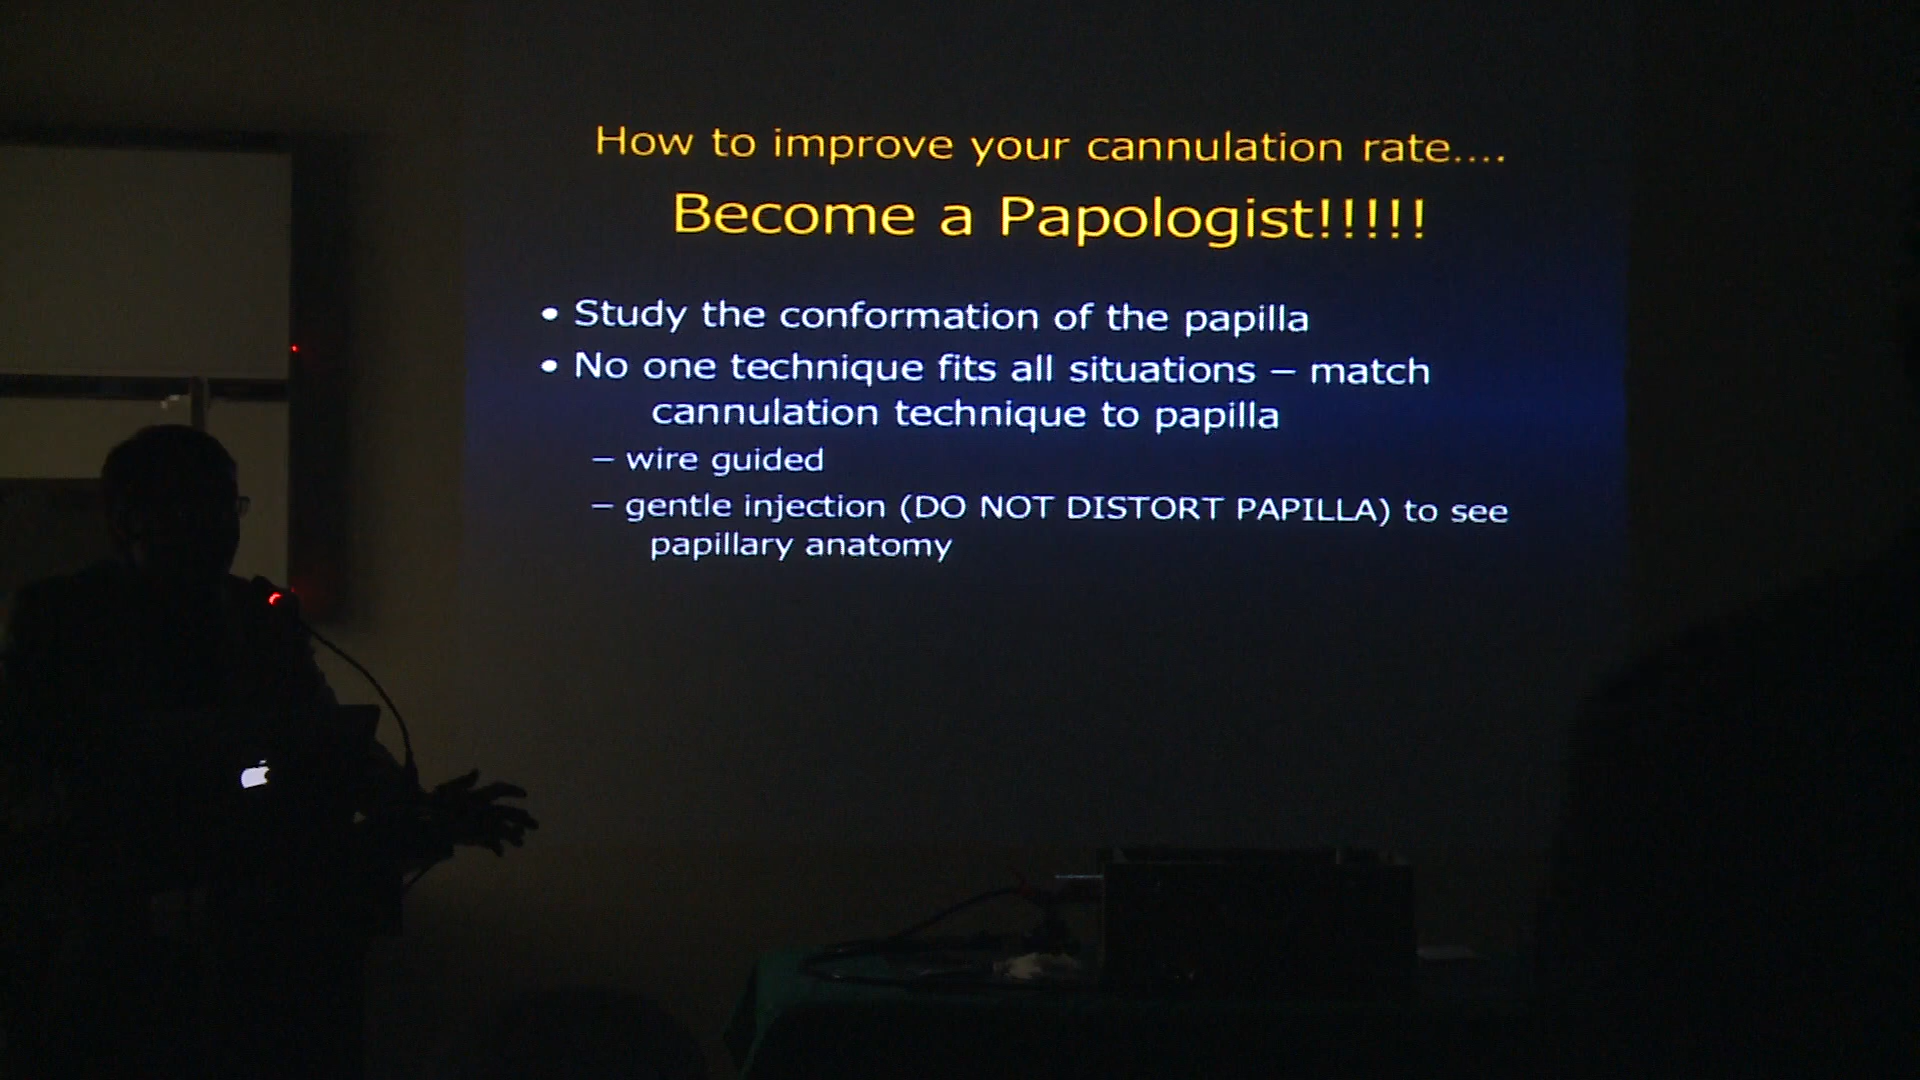 How to improve your cannulation rate....
Become a Papologist!!!!!
• Study the conformation of the papilla
• No one technique fits all situations – match
cannulation technique to papilla
– wire guided
– gentle injection (DO NOT DISTORT PAPILLA) to see
papillary anatomy